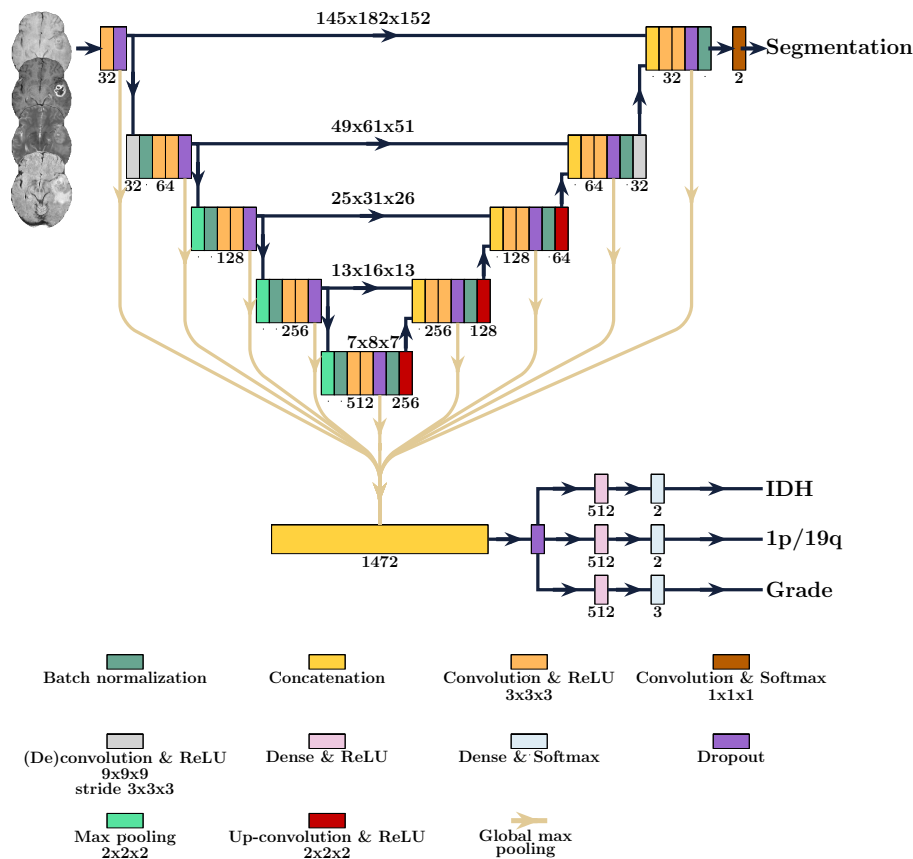 145x182x152
Segmentation
32
32
2
49x61x51
32
64
64
32
25x31x26
128
128
64
13x16x13
256
256
128
7x8x7
512
256
IDH
512
2
1p/19q
1472
512
2
Grade
512
3
Batch normalization
Concatenation
Convolution & ReLU
3x3x3
Convolution & Softmax
1x1x1
(De)convolution & ReLU
9x9x9
stride 3x3x3
Dense & ReLU
Dense & Softmax
Dropout
Max pooling
2x2x2
Up-convolution & ReLU
2x2x2
Global max
pooling